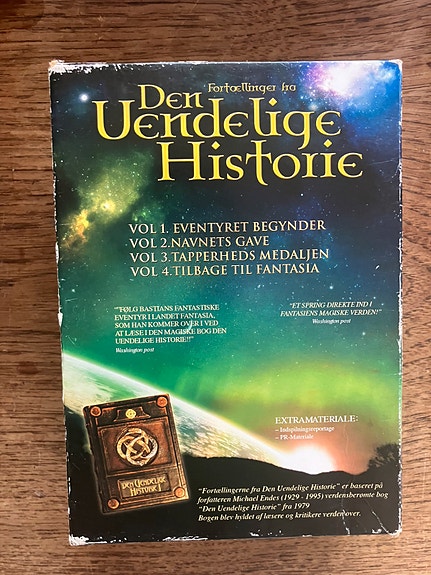 Fortællinger fra
Den
Uendelige
Historie
VOL 1. EVENTYRET BEGYNDER
VOL 2.NAVNETS GAVE
VOL 3.TAPPERHEDS MEDALJEN
VOL 4.TILBAGE TIL FANTASIA
"FØLG BASTIANS FANTASTISKE
EVENTYR I LANDET FANTASIA,
SOM HAN KOMMER OVER I VED
AT LÆSE I DEN MAGISKE BOG DEN
UENDELIGE HISTORIE!!"
Washington post
"ET SPRING DIREKTE IND I
FANTASIENS MAGISKE VERDEN!"
Washington post
EXTRAMATERIALE:
– Indspilningsreportage
– PR-Materiale
DEN UENDELIGE
HISTORIE I
"Fortællingerne fra Den Uendelige Historie" er baseret på
forfatteren Michael Endes (1929 - 1995) verdensberømte bog
"Den Uendelige Historie" fra 1979
Bogen blev hyldet af læsere og kritikere verden over.